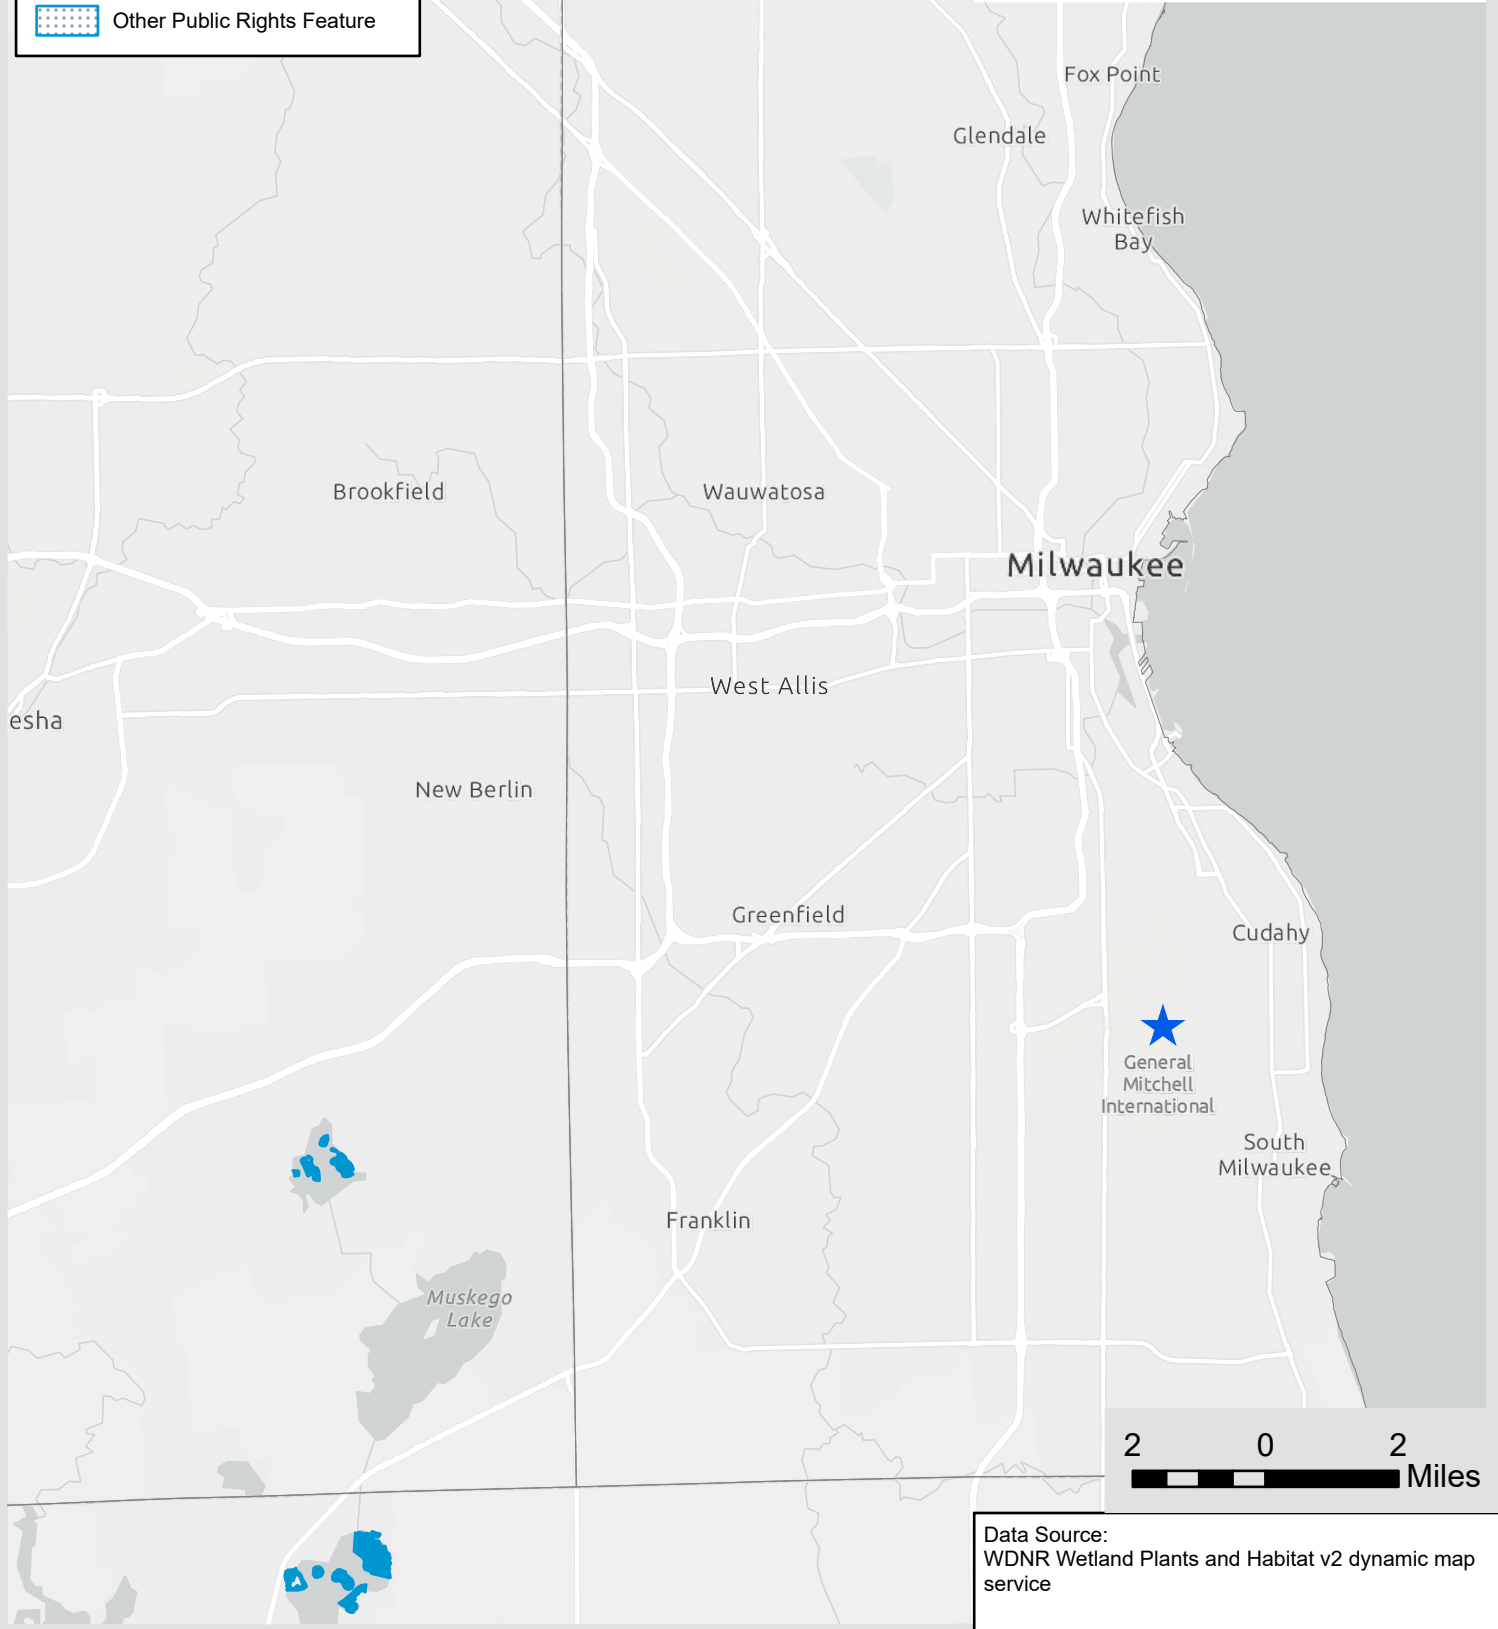 Other Public Rights Feature
Fox Point
Glendale
Whitefish
Bay
Brookfield
Wauwatosa
Milwaukee
West Allis
esha
New Berlin
Greenfield
Cudahy
General
Mitchell
International
South
Milwaukee
Franklin
Muskego
Lake
2 0 2
Miles
Data Source:
WDNR Wetland Plants and Habitat v2 dynamic map
service